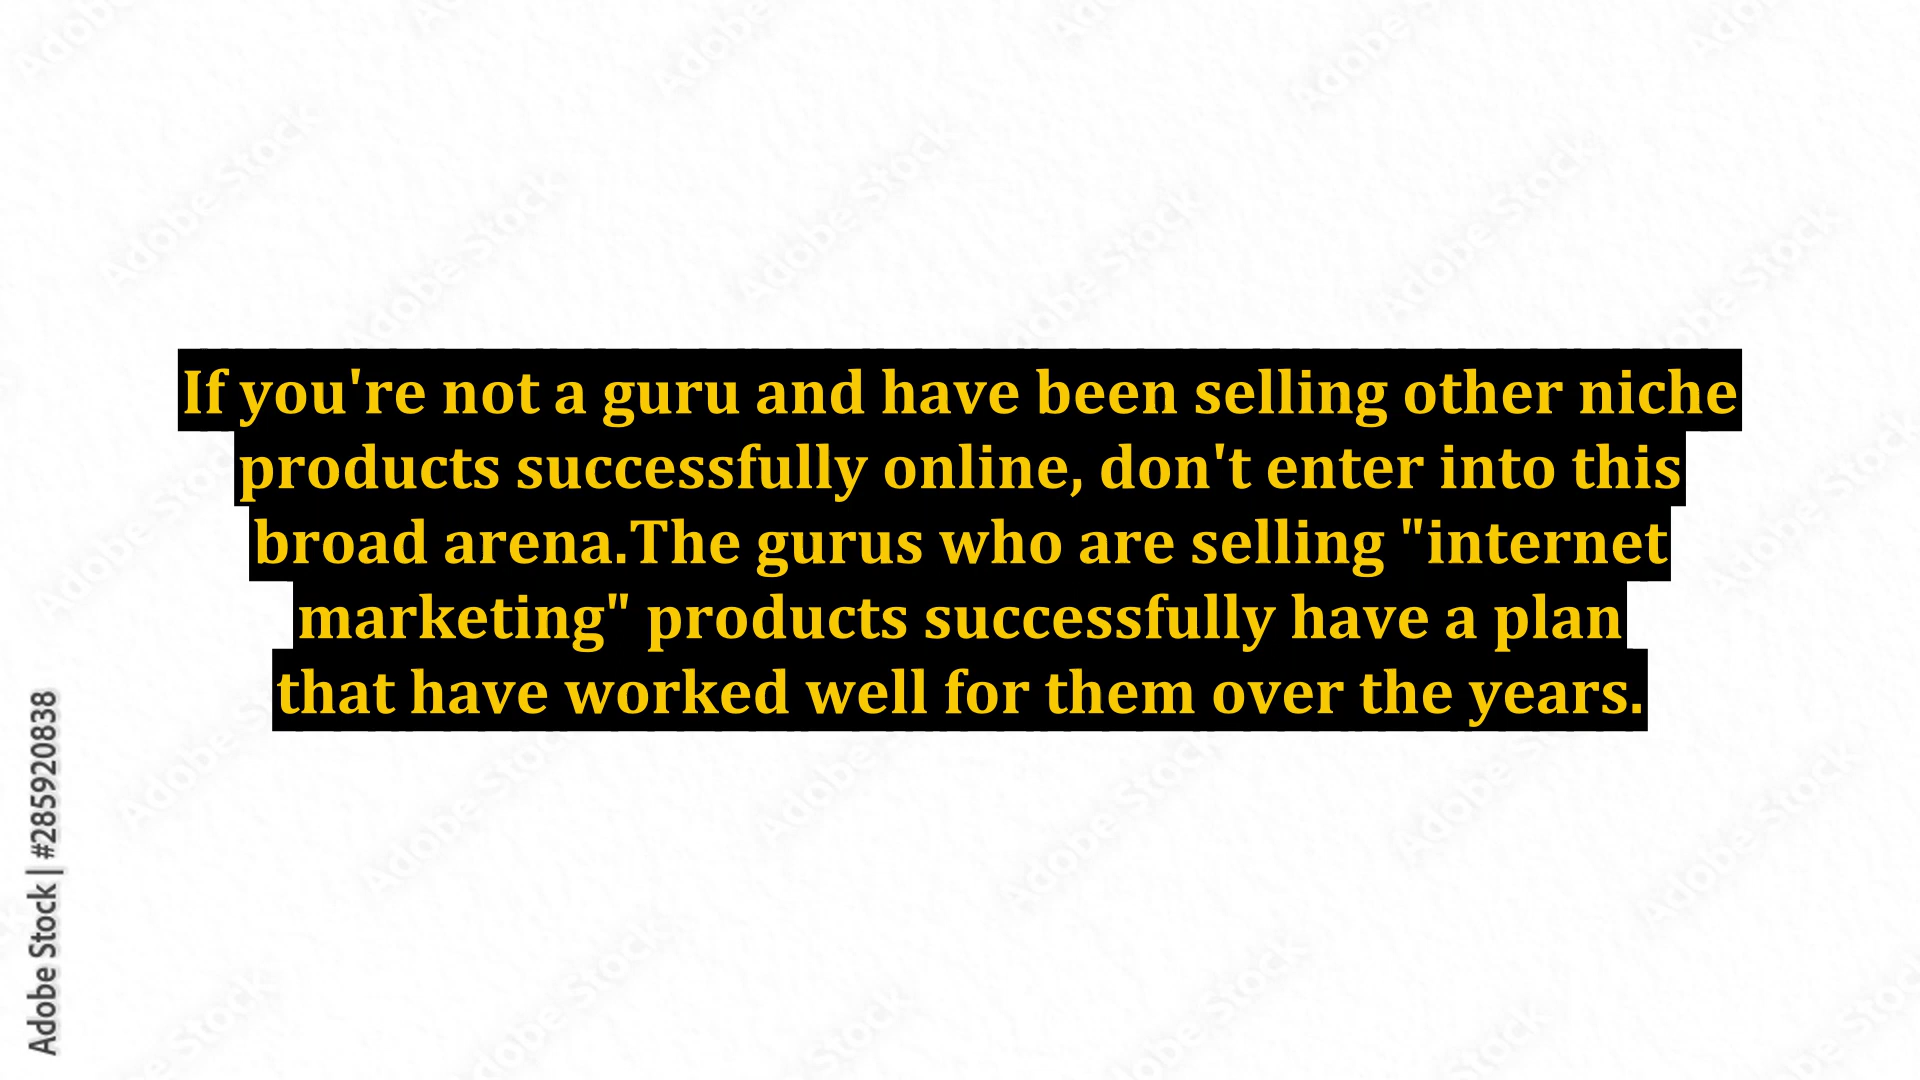 If you're not a guru and have been selling other niche
products successfully online, don't enter into this
broad arena.The gurus who are selling "internet
marketing" products successfully have a plan
that have worked well for them over the years.
Adobe Stock | #285920838